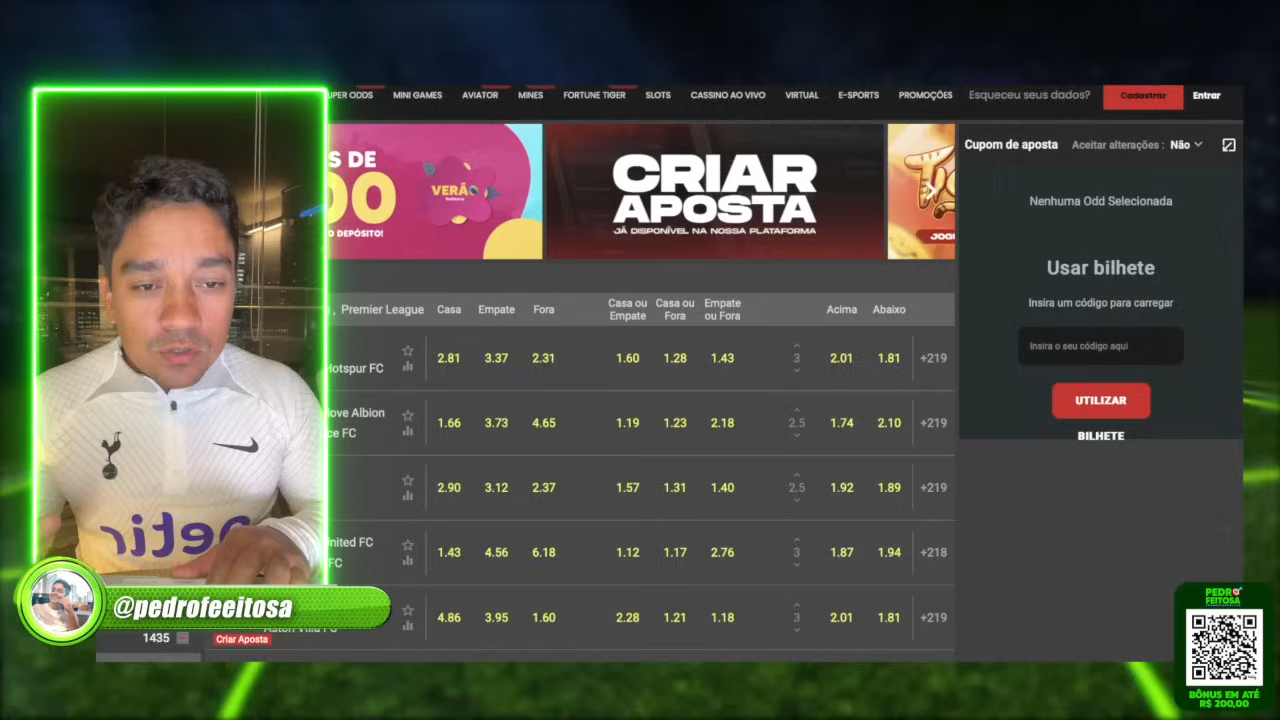 UPER ODDS MINI GAMES AVIATOR MINES FORTUNE TIGER SLOTS CASSINO AO VIVO VIRTUAL E-SPORTS PROMOÇÕES Esqueceu seus dados? Cadastrar Entrar
S DE
00
O DEPÓSITO!
VERÃO
CRIAR
APOSTA
JÁ DISPONÍVEL NA NOSSA PLATAFORMA
JOGU
Cupom de aposta Aceitar alterações : Não
Nenhuma Odd Selecionada
Usar bilhete
Insira um código para carregar
Insira o seu código aqui
UTILIZAR
BILHETE
, Premier League Casa Empate Fora Casa ou Empate Casa ou Fora Empate ou Fora Acima Abaixo
Hotspur FC 2.81 3.37 2.31 1.60 1.28 1.43 3 2.01 1.81 +219
ove Albion
ce FC 1.66 3.73 4.65 1.19 1.23 2.18 2.5 1.74 2.10 +219
2.90 3.12 2.37 1.57 1.31 1.40 2.5 1.92 1.89 +219
nited FC
FC 1.43 4.56 6.18 1.12 1.17 2.76 3 1.87 1.94 +218
4.86 3.95 1.60 2.28 1.21 1.18 3 2.01 1.81 +219
Aston Villa FC
1435 Criar Aposta
@pedrofeeitosa
PEDRO
FEITOSA
BÔNUS EM ATÉ
R$ 200,00